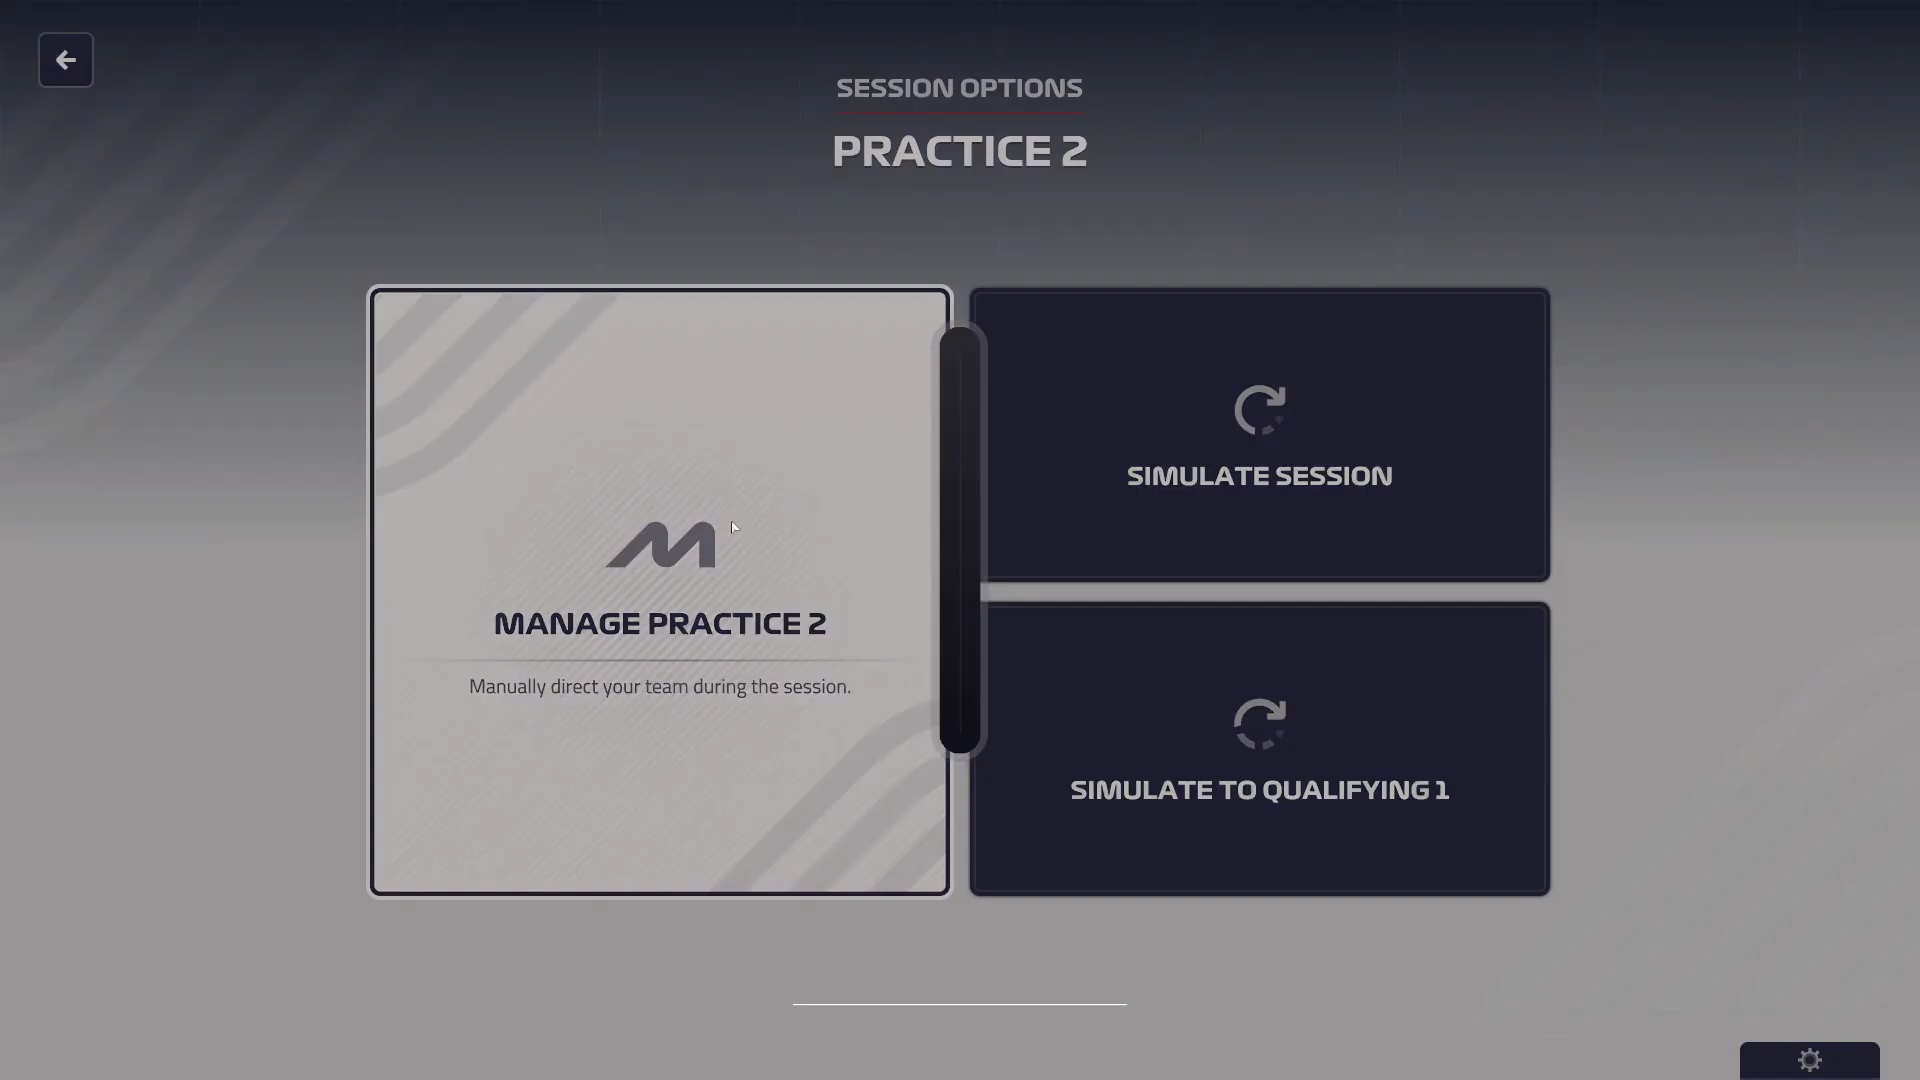 SESSION OPTIONS
PRACTICE 2
MANAGE PRACTICE 2
Manually direct your team during the session.
SIMULATE SESSION
SIMULATE TO QUALIFYING 1